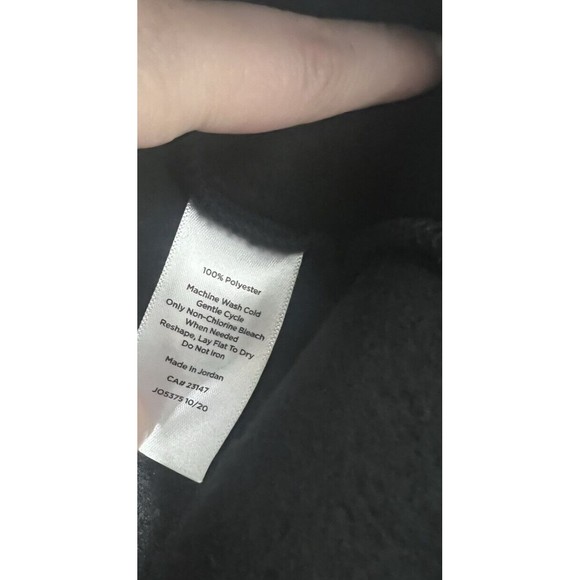 100% Polyester
Machine Wash Cold
Gentle Cycle
Only Non-Chlorine Bleach
When Needed
Reshape, Lay Flat To Dry
Do Not Iron
Made In Jordan
CA# 23147
JO5375 10/20